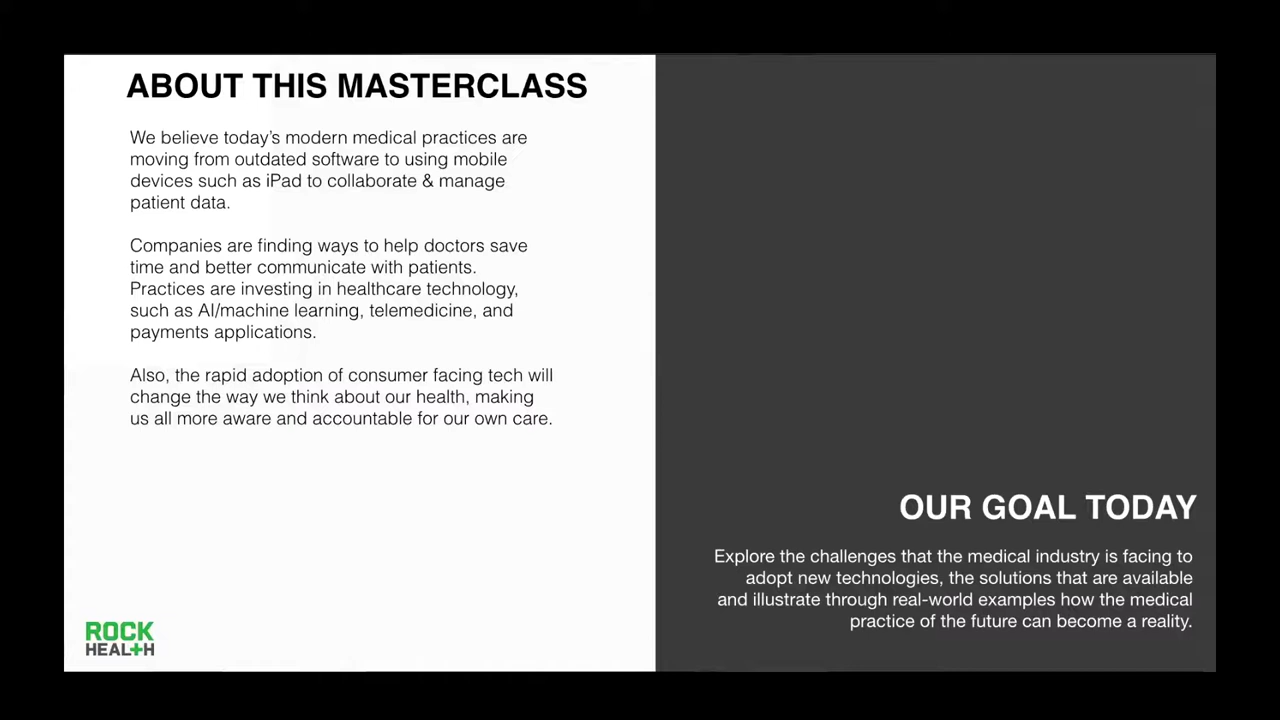 ABOUT THIS MASTERCLASS
We believe today's modern medical practices are
moving from outdated software to using mobile
devices such as iPad to collaborate & manage
patient data.
Companies are finding ways to help doctors save
time and better communicate with patients.
Practices are investing in healthcare technology,
such as AI/machine learning, telemedicine, and
payments applications.
Also, the rapid adoption of consumer facing tech will
change the way we think about our health, making
us all more aware and accountable for our own care.
ROCK
HEALTH
OUR GOAL TODAY
Explore the challenges that the medical industry is facing to
adopt new technologies, the solutions that are available
and illustrate through real-world examples how the medical
practice of the future can become a reality.